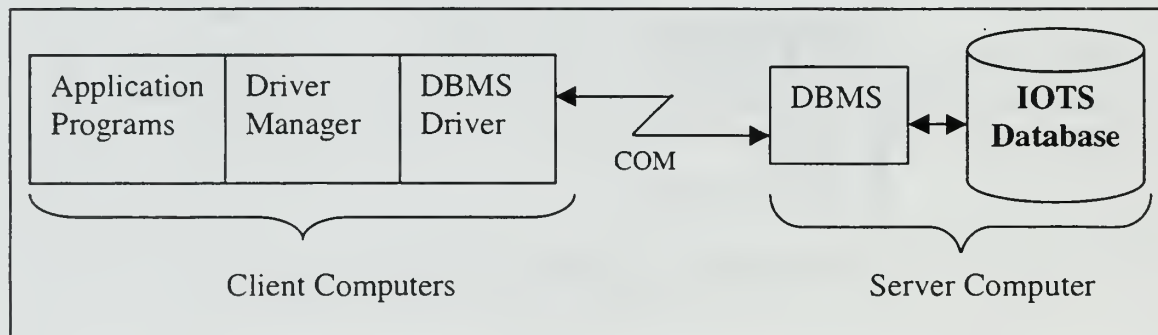 Application
Programs
Driver
Manager
DBMS
Driver
COM
DBMS
IOTS
Database
Client Computers
Server Computer